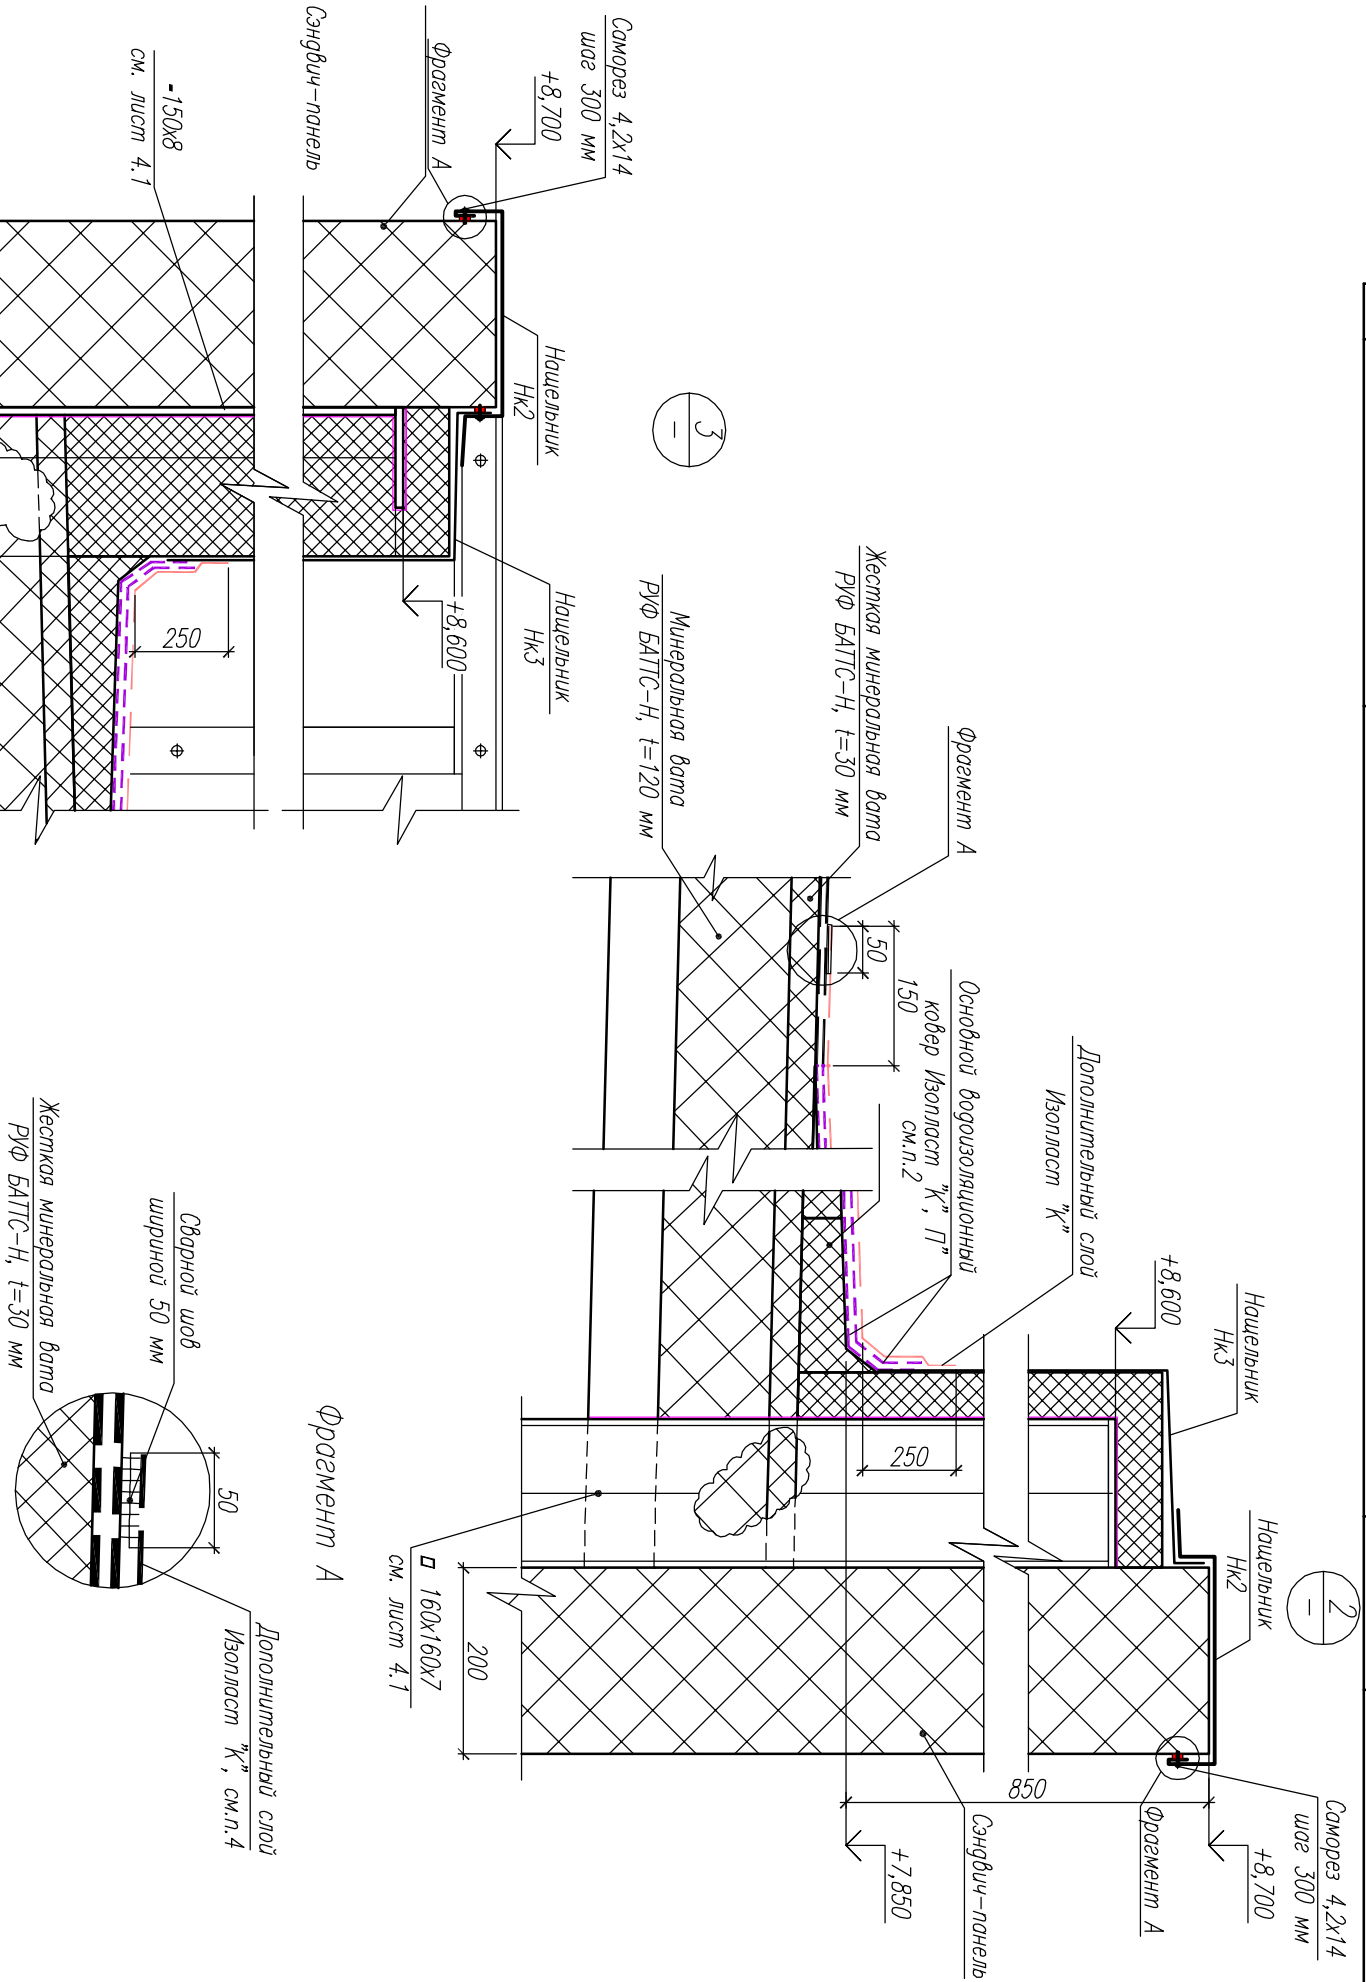 Саморез 4,2х14
шаг 300 мм
+8,700
Фрагмент А
Сэндвич-панель
-150х8
см. лист 4.1
Нащельник
Нк2
3
-
Нащельник
Нк3
+8,600
250
Жесткая минеральная вата
РУФ БАТТС-Н, t=30 мм
Минеральная вата
РУФ БАТТС-Н, t=120 мм
Фрагмент А
50
150
Основной водоизоляционный
ковер Изопласт "К", П"
см.п.2
Дополнительный слой
Изопласт "К"
+8,600
Нащельник
Нк3
Нащельник
Нк2
2
-
250
850
200
□ 160х160х7
см. лист 4.1
Саморез 4,2х14
шаг 300 мм
+8,700
Фрагмент А
+7,850
Сэндвич-панель
Фрагмент А
Сварной шов
шириной 50 мм
Жесткая минеральная вата
РУФ БАТТС-Н, t=30 мм
50
Дополнительный слой
Изопласт "К", см.п.4